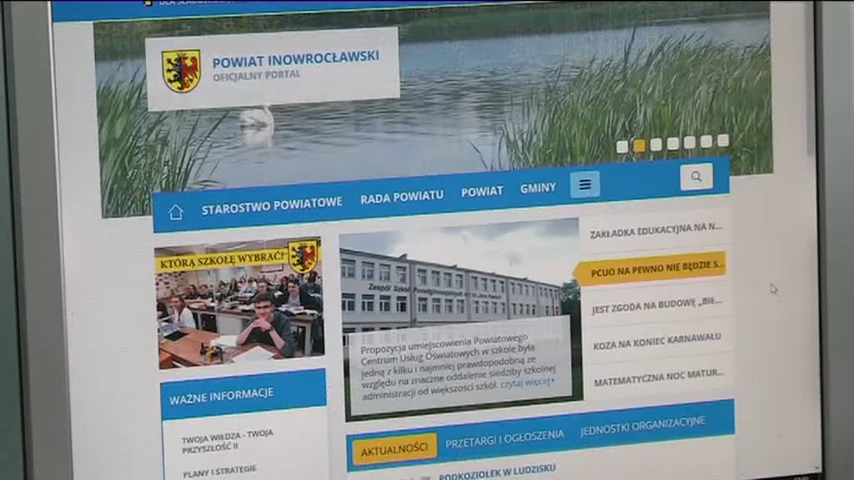 POWIAT INOWROCŁAWSKI
OFICJALNY PORTAL
STAROSTWO POWIATOWE
RADA POWIATU
POWIAT
GMINY
KTÓRĄ SZKOŁĘ WYBRAĆ?
Zespół Szkół
Propozycja umiejscowienia Powiatowego
Centrum Usług Oświatowych w szkole była
jedną z kilku i najmniej prawdopodobną ze
względu na znaczne oddalenie siedziby szkolnej
administracji od większości szkół. czytaj więcej
ZAKŁADKA EDUKACYJNA NA N...
PCUO NA PEWNO NIE BĘDZIE S...
JEST ZGODA NA BUDOWĘ „BIE...
KOZA NA KONIEC KARNAWAŁU
MATEMATYCZNA NOC MATUR...
WAŻNE INFORMACJE
TWOJA WIEDZA - TWOJA
PRZYSZŁOŚĆ II
PLANY I STRATEGIE
AKTUALNOŚCI
PRZETARGI I OGŁOSZENIA
JEDNOSTKI ORGANIZACYJNE
PODKOZIOŁEK W LUDZISKU